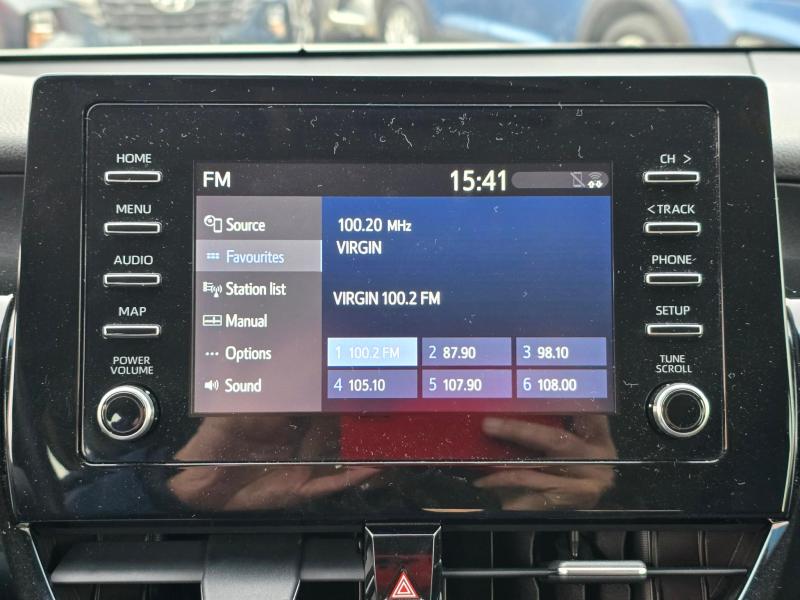 FM 15:41
HOME
MENU
AUDIO
MAP
POWER
VOLUME
Source
Favourites
Station list
Manual
Options
Sound
100.20 MHz
VIRGIN
VIRGIN 100.2 FM
1 100.2 FM 2 87.90 3 98.10
4 105.10 5 107.90 6 108.00
CH >
< TRACK
PHONE
SETUP
TUNE
SCROLL